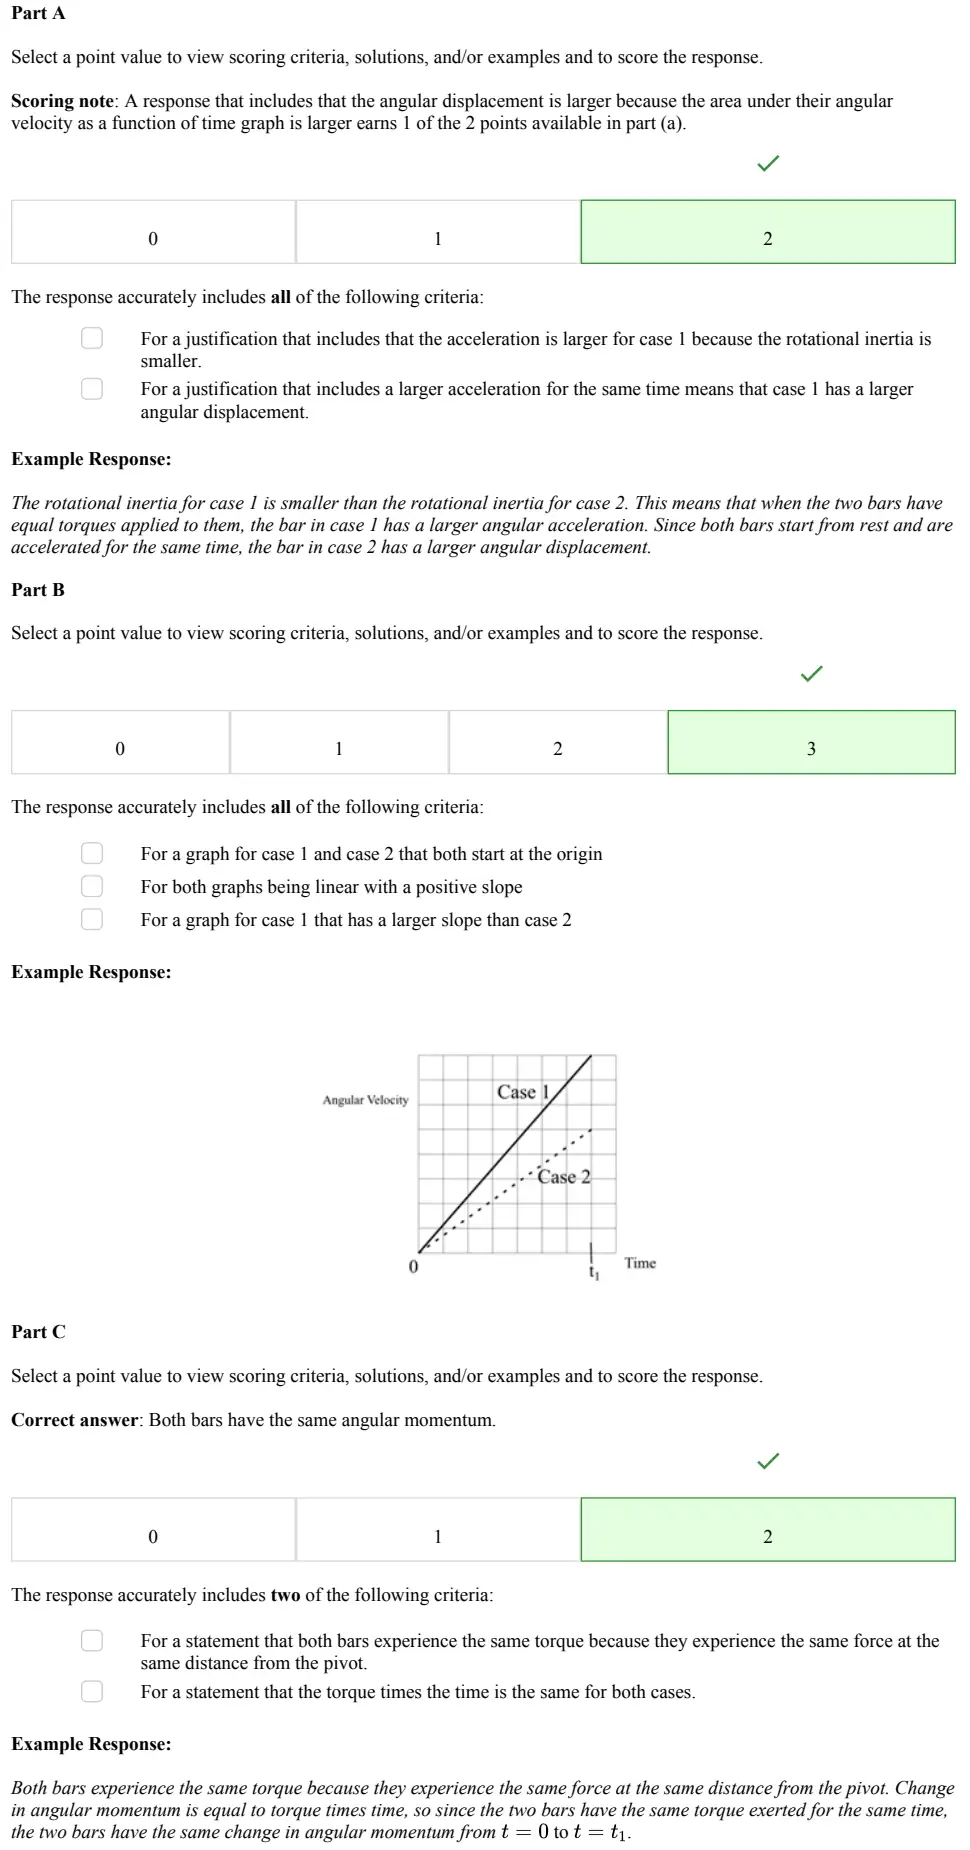 Part A
Select a point value to view scoring criteria, solutions, and/or examples and to score the response.
Scoring note: A response that includes that the angular displacement is larger because the area under their angular
velocity as a function of time graph is larger earns 1 of the 2 points available in part (a).
0 1 2
The response accurately includes all of the following criteria:
For a justification that includes that the acceleration is larger for case 1 because the rotational inertia is
smaller.
For a justification that includes a larger acceleration for the same time means that case 1 has a larger
angular displacement.
Example Response:
The rotational inertia for case 1 is smaller than the rotational inertia for case 2. This means that when the two bars have
equal torques applied to them, the bar in case 1 has a larger angular acceleration. Since both bars start from rest and are
accelerated for the same time, the bar in case 2 has a larger angular displacement.
Part B
Select a point value to view scoring criteria, solutions, and/or examples and to score the response.
0 1 2 3
The response accurately includes all of the following criteria:
For a graph for case 1 and case 2 that both start at the origin
For both graphs being linear with a positive slope
For a graph for case 1 that has a larger slope than case 2
Example Response:
Case 1
Angular Velocity
Case 2
0 t₁ Time
Part C
Select a point value to view scoring criteria, solutions, and/or examples and to score the response.
Correct answer: Both bars have the same angular momentum.
0 1 2
The response accurately includes two of the following criteria:
For a statement that both bars experience the same torque because they experience the same force at the
same distance from the pivot.
For a statement that the torque times the time is the same for both cases.
Example Response:
Both bars experience the same torque because they experience the same force at the same distance from the pivot. Change
in angular momentum is equal to torque times time, so since the two bars have the same torque exerted for the same time,
the two bars have the same change in angular momentum from t = 0 to t = t₁.